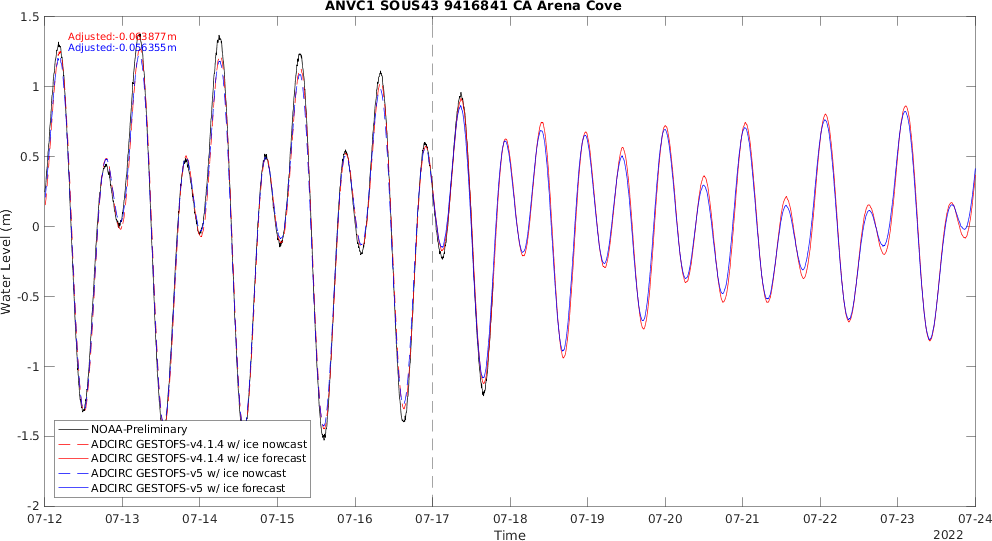 ANVC1 SOUS43 9416841 CA Arena Cove
Adjusted:-0.063877m
Adjusted:-0.056355m
1.5
1
0.5
0
-0.5
-1
-1.5
-2
Water Level (m)
NOAA-Preliminary
ADCIRC GESTOFS-v4.1.4 w/ ice nowcast
ADCIRC GESTOFS-v4.1.4 w/ ice forecast
ADCIRC GESTOFS-v5 w/ ice nowcast
ADCIRC GESTOFS-v5 w/ ice forecast
07-12 07-13 07-14 07-15 07-16 07-17 07-18 07-19 07-20 07-21 07-22 07-23 07-24
Time
2022